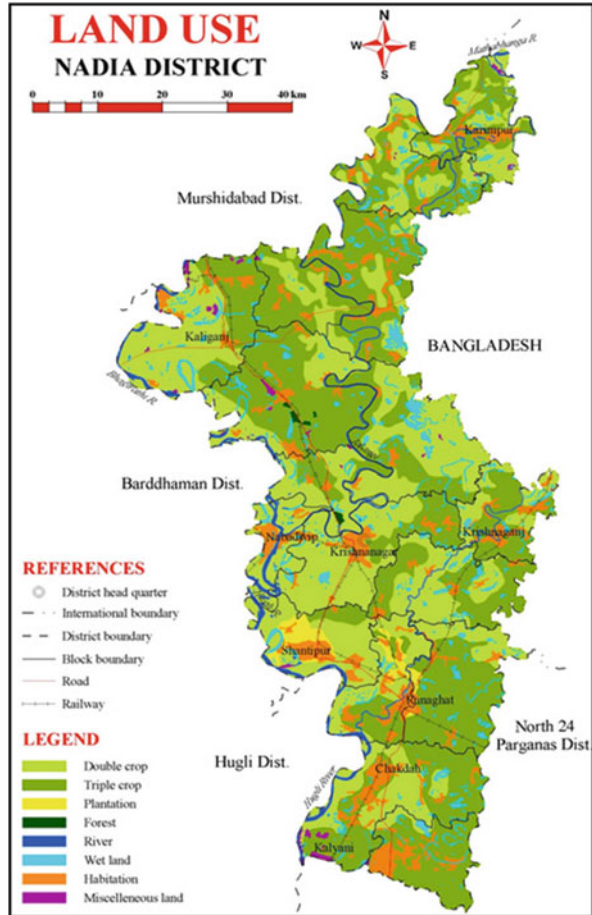 LAND USE
NADIA DISTRICT
0 10 20 30 40 km
N
W E
S
Mathabhanga R.
Karimpur
Murshidabad Dist.
Kaliganj
BANGLADESH
Bhagirathi R.
Barddhaman Dist.
Nabadwip
Krishnanagar
Krishnaganj
REFERENCES
District head quarter
International boundary
District boundary
Block boundary
Road
Railway
Shantipur
Ranaghat
North 24
Parganas Dist.
Hugli Dist.
Chakdah
Hugli River
Kalyani
LEGEND
Double crop
Triple crop
Plantation
Forest
River
Wet land
Habitation
Miscelleneous land